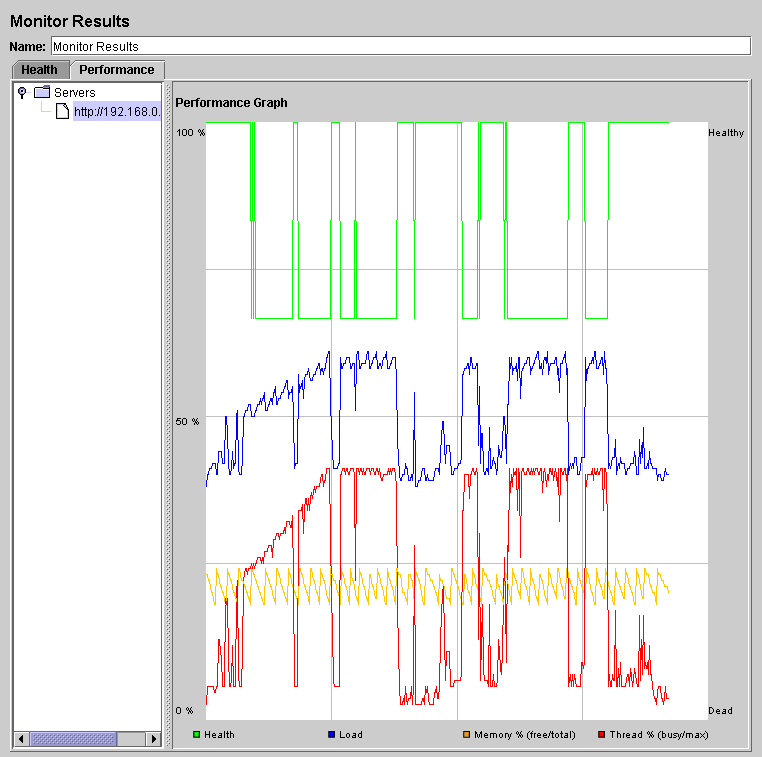 Monitor Results
Name: Monitor Results
Health Performance
Servers
http://192.168.0.
Performance Graph
100 % Healthy
50 %
0 % Dead
Health Load Memory % (free/total) Thread % (busy/max)